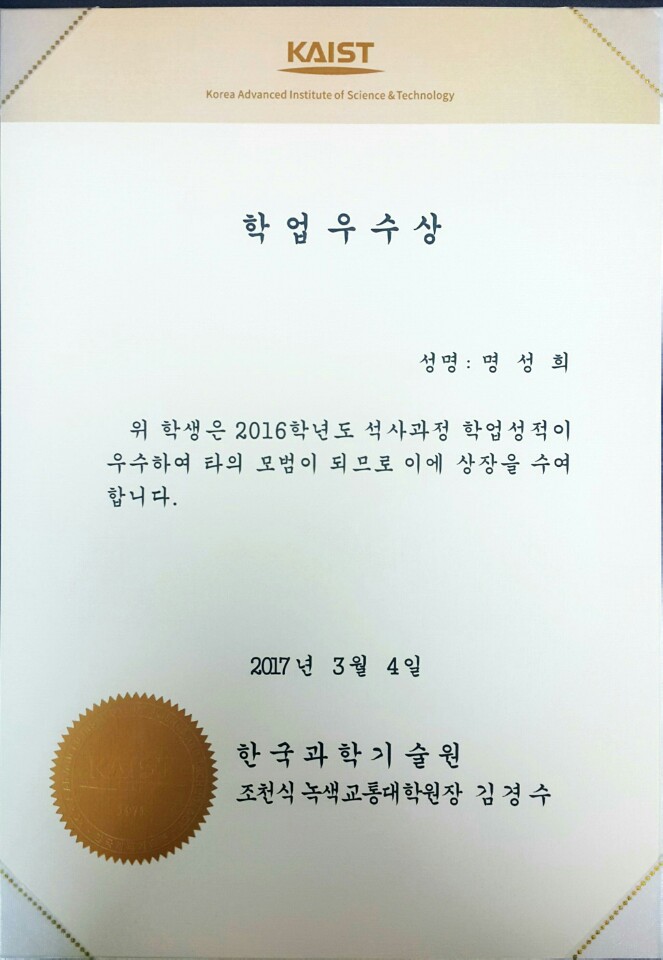 KAIST
Korea Advanced Institute of Science & Technology
학업우수상
성명 : 명 성 희
위 학생은 2016학년도 석사과정 학업성적이
우수하여 타의 모범이 되므로 이에 상장을 수여
합니다.
2017년 3월 4일
한국과학기술원
조천식녹색교통대학원장 김경수
KAIST
1971